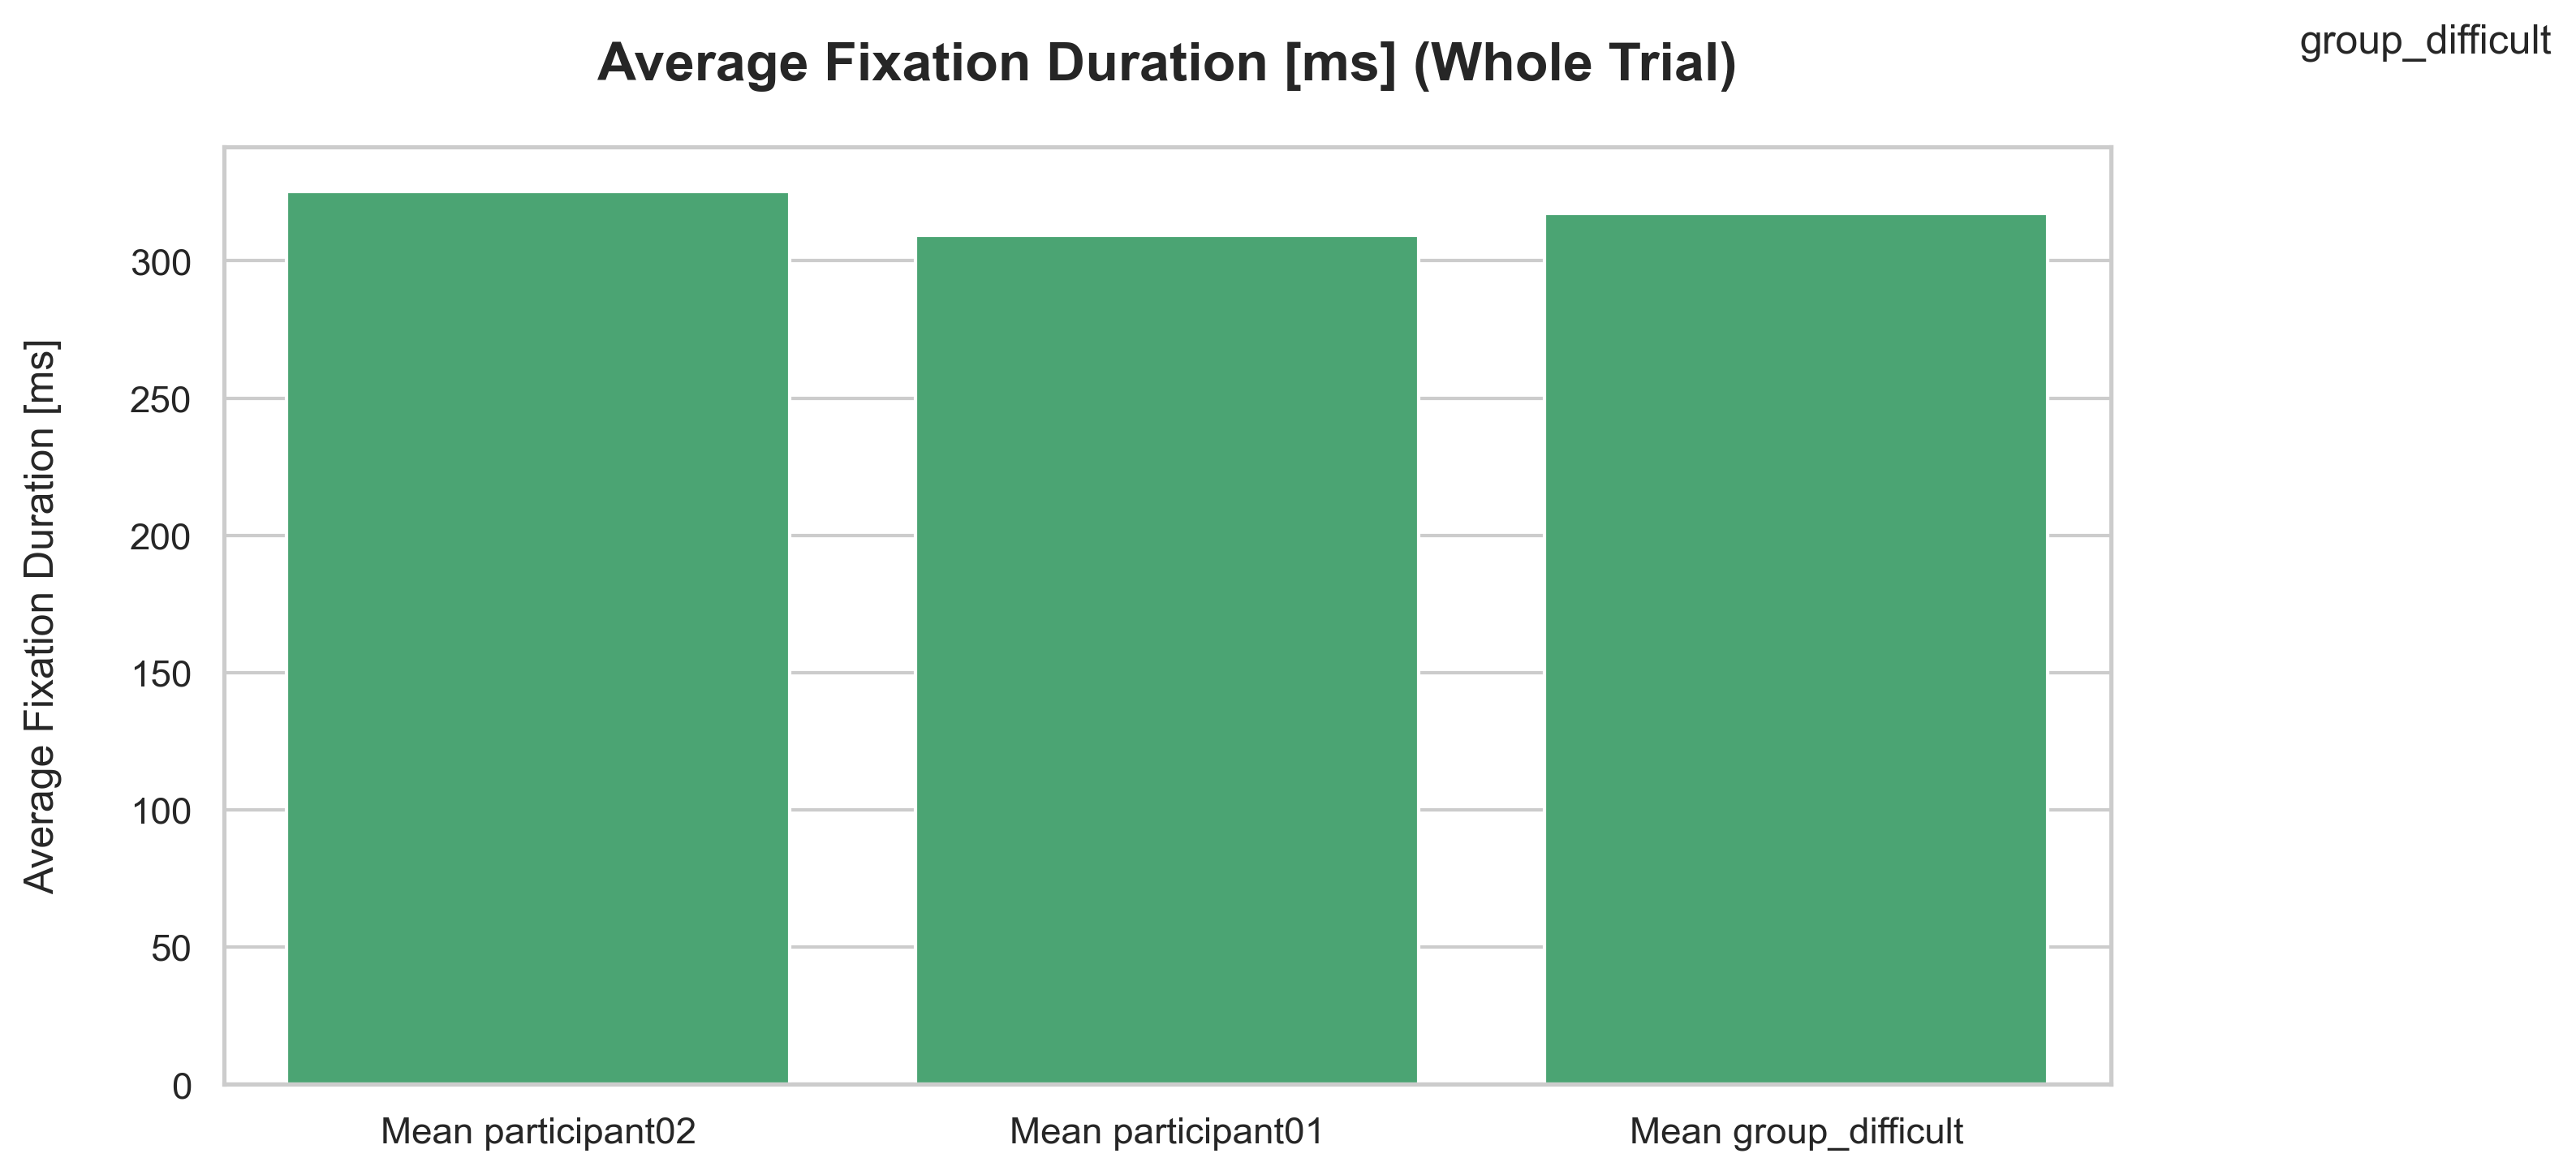 group_difficult
Average Fixation Duration [ms] (Whole Trial)
Average Fixation Duration [ms]
300
250
200
150
100
50
0
Mean participant02
Mean participant01
Mean group_difficult